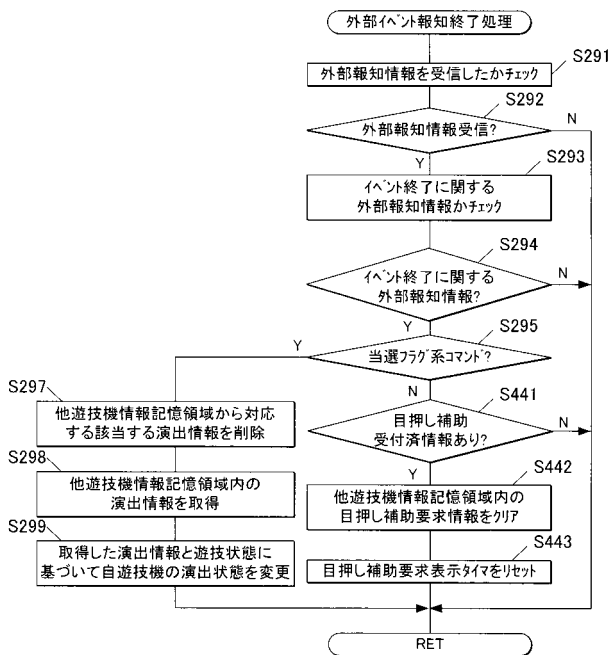 外部イベント報知終了処理
S291
外部報知情報を受信したかチェック
S292
外部報知情報受信?
N
Y
S293
イベント終了に関する
外部報知情報かチェック
S294
イベント終了に関する
外部報知情報?
N
Y
S295
当選フラグ系コマンド?
Y
N
S297
他遊技機情報記憶領域から対応
する該当する演出情報を削除
S441
目押し補助
受付済情報あり?
N
Y
S298
他遊技機情報記憶領域内の
演出情報を取得
S442
他遊技機情報記憶領域内の
目押し補助要求情報をクリア
S299
取得した演出情報と遊技状態に
基づいて自遊技機の演出状態を変更
S443
目押し補助要求表示タイマをリセット
RET